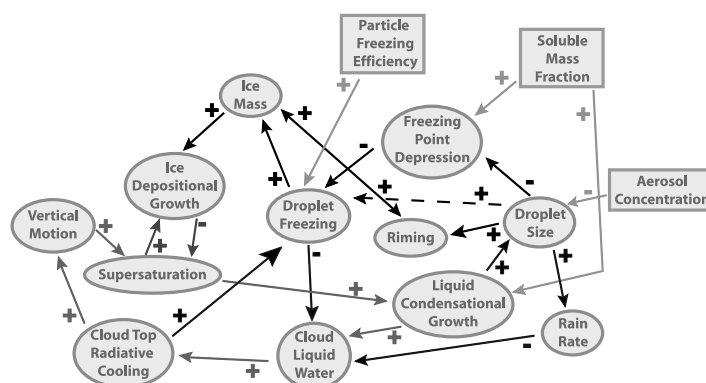 Particle
Freezing
Efficiency
Soluble
Mass
Fraction
+
+
+
Ice
Mass
+
+
Freezing
Point
Depression
-
+
-
Ice
Depositional
Growth
+
+
-
Aerosol
Concentration
Droplet
Freezing
Droplet
Size
Vertical
Motion
+
-
+
Riming
+
+
-
Supersaturation
+
+
+
Liquid
Condensational
Growth
+
+
Cloud Top
Radiative
Cooling
+
Cloud
Liquid
Water
+
-
Rain
Rate